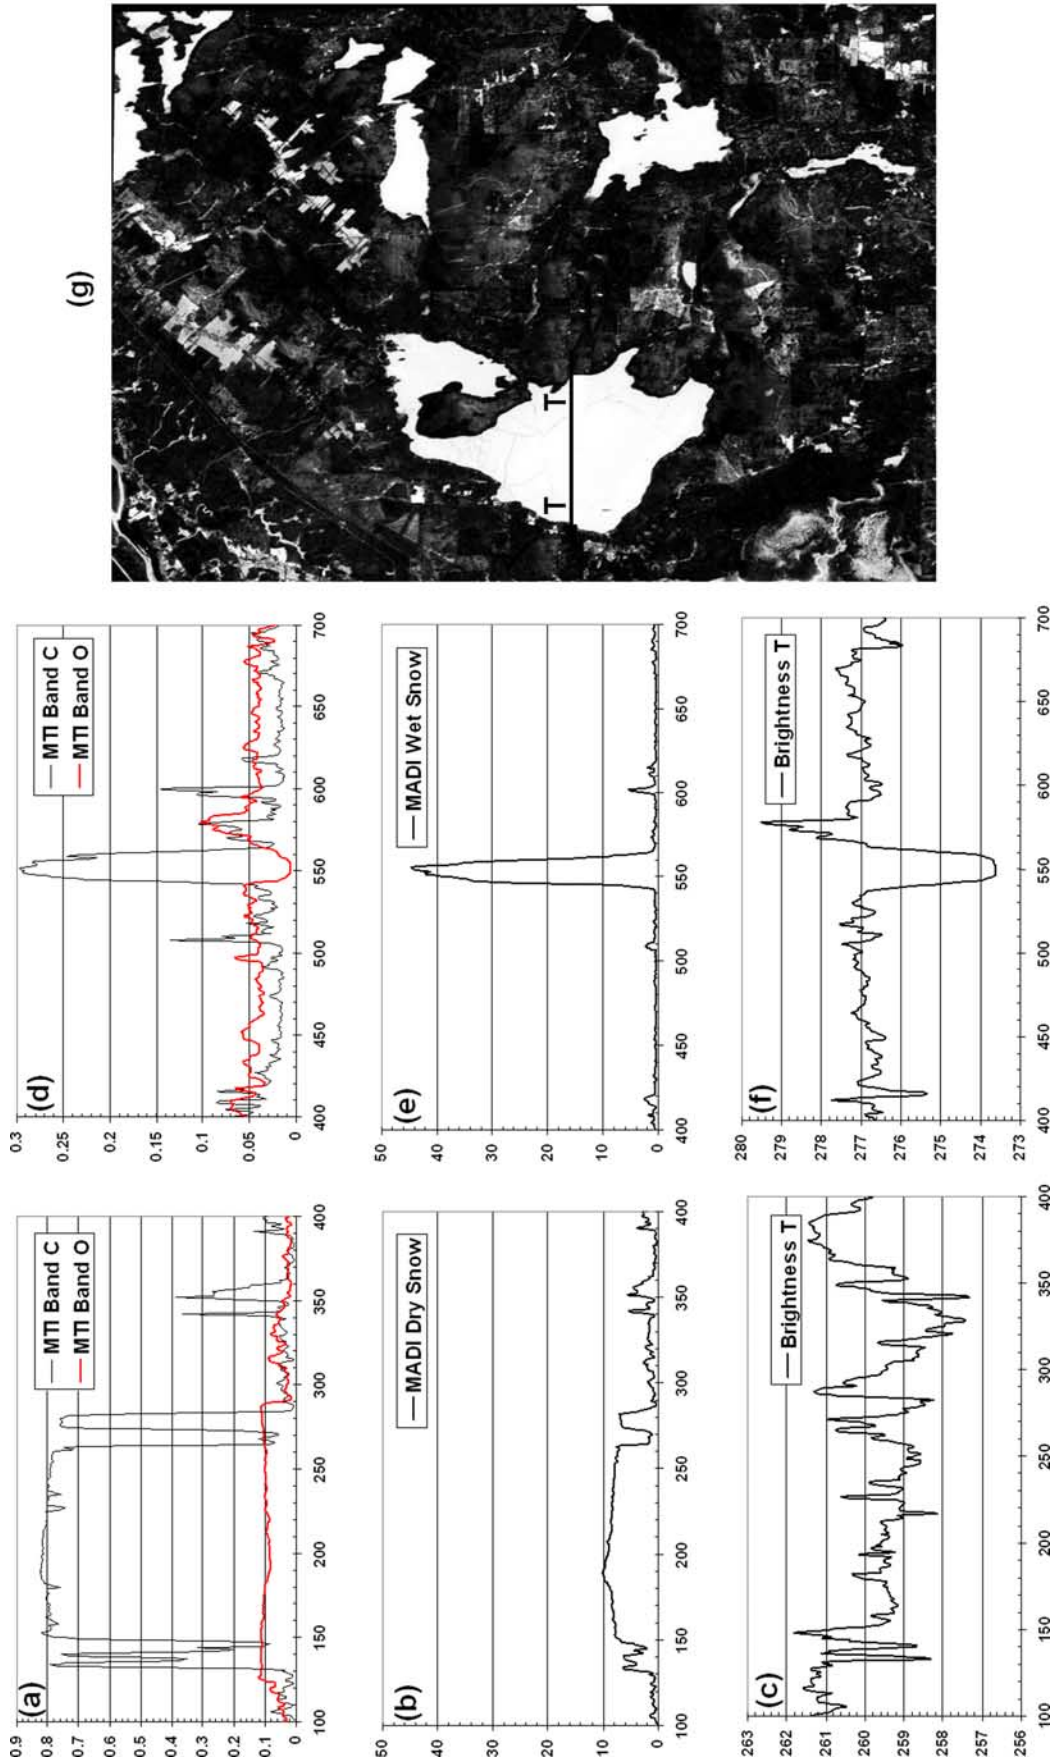 (a)
MTI Band C
MTI Band O
0.9
0.8
0.7
0.6
0.5
0.4
0.3
0.2
0.1
0
100 150 200 250 300 350 400
(b)
MADI Dry Snow
50
40
30
20
10
0
100 150 200 250 300 350 400
(c)
Brightness T
263
262
261
260
259
258
257
256
100 150 200 250 300 350 400
(d)
MTI Band C
MTI Band O
0.3
0.25
0.2
0.15
0.1
0.05
0
400 450 500 550 600 650 700
(e)
MADI Wet Snow
50
40
30
20
10
0
400 450 500 550 600 650 700
(f)
Brightness T
280
279
278
277
276
275
274
273
400 450 500 550 600 650 700
(g)
T T